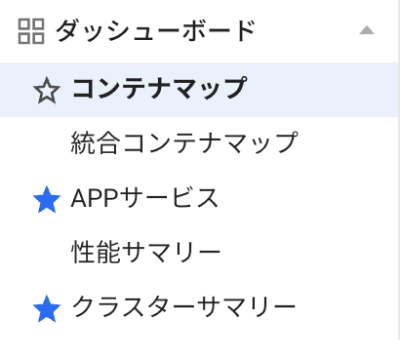 ダッシューボード
コンテナマップ
統合コンテナマップ
APPサービス
性能サマリー
クラスターサマリー